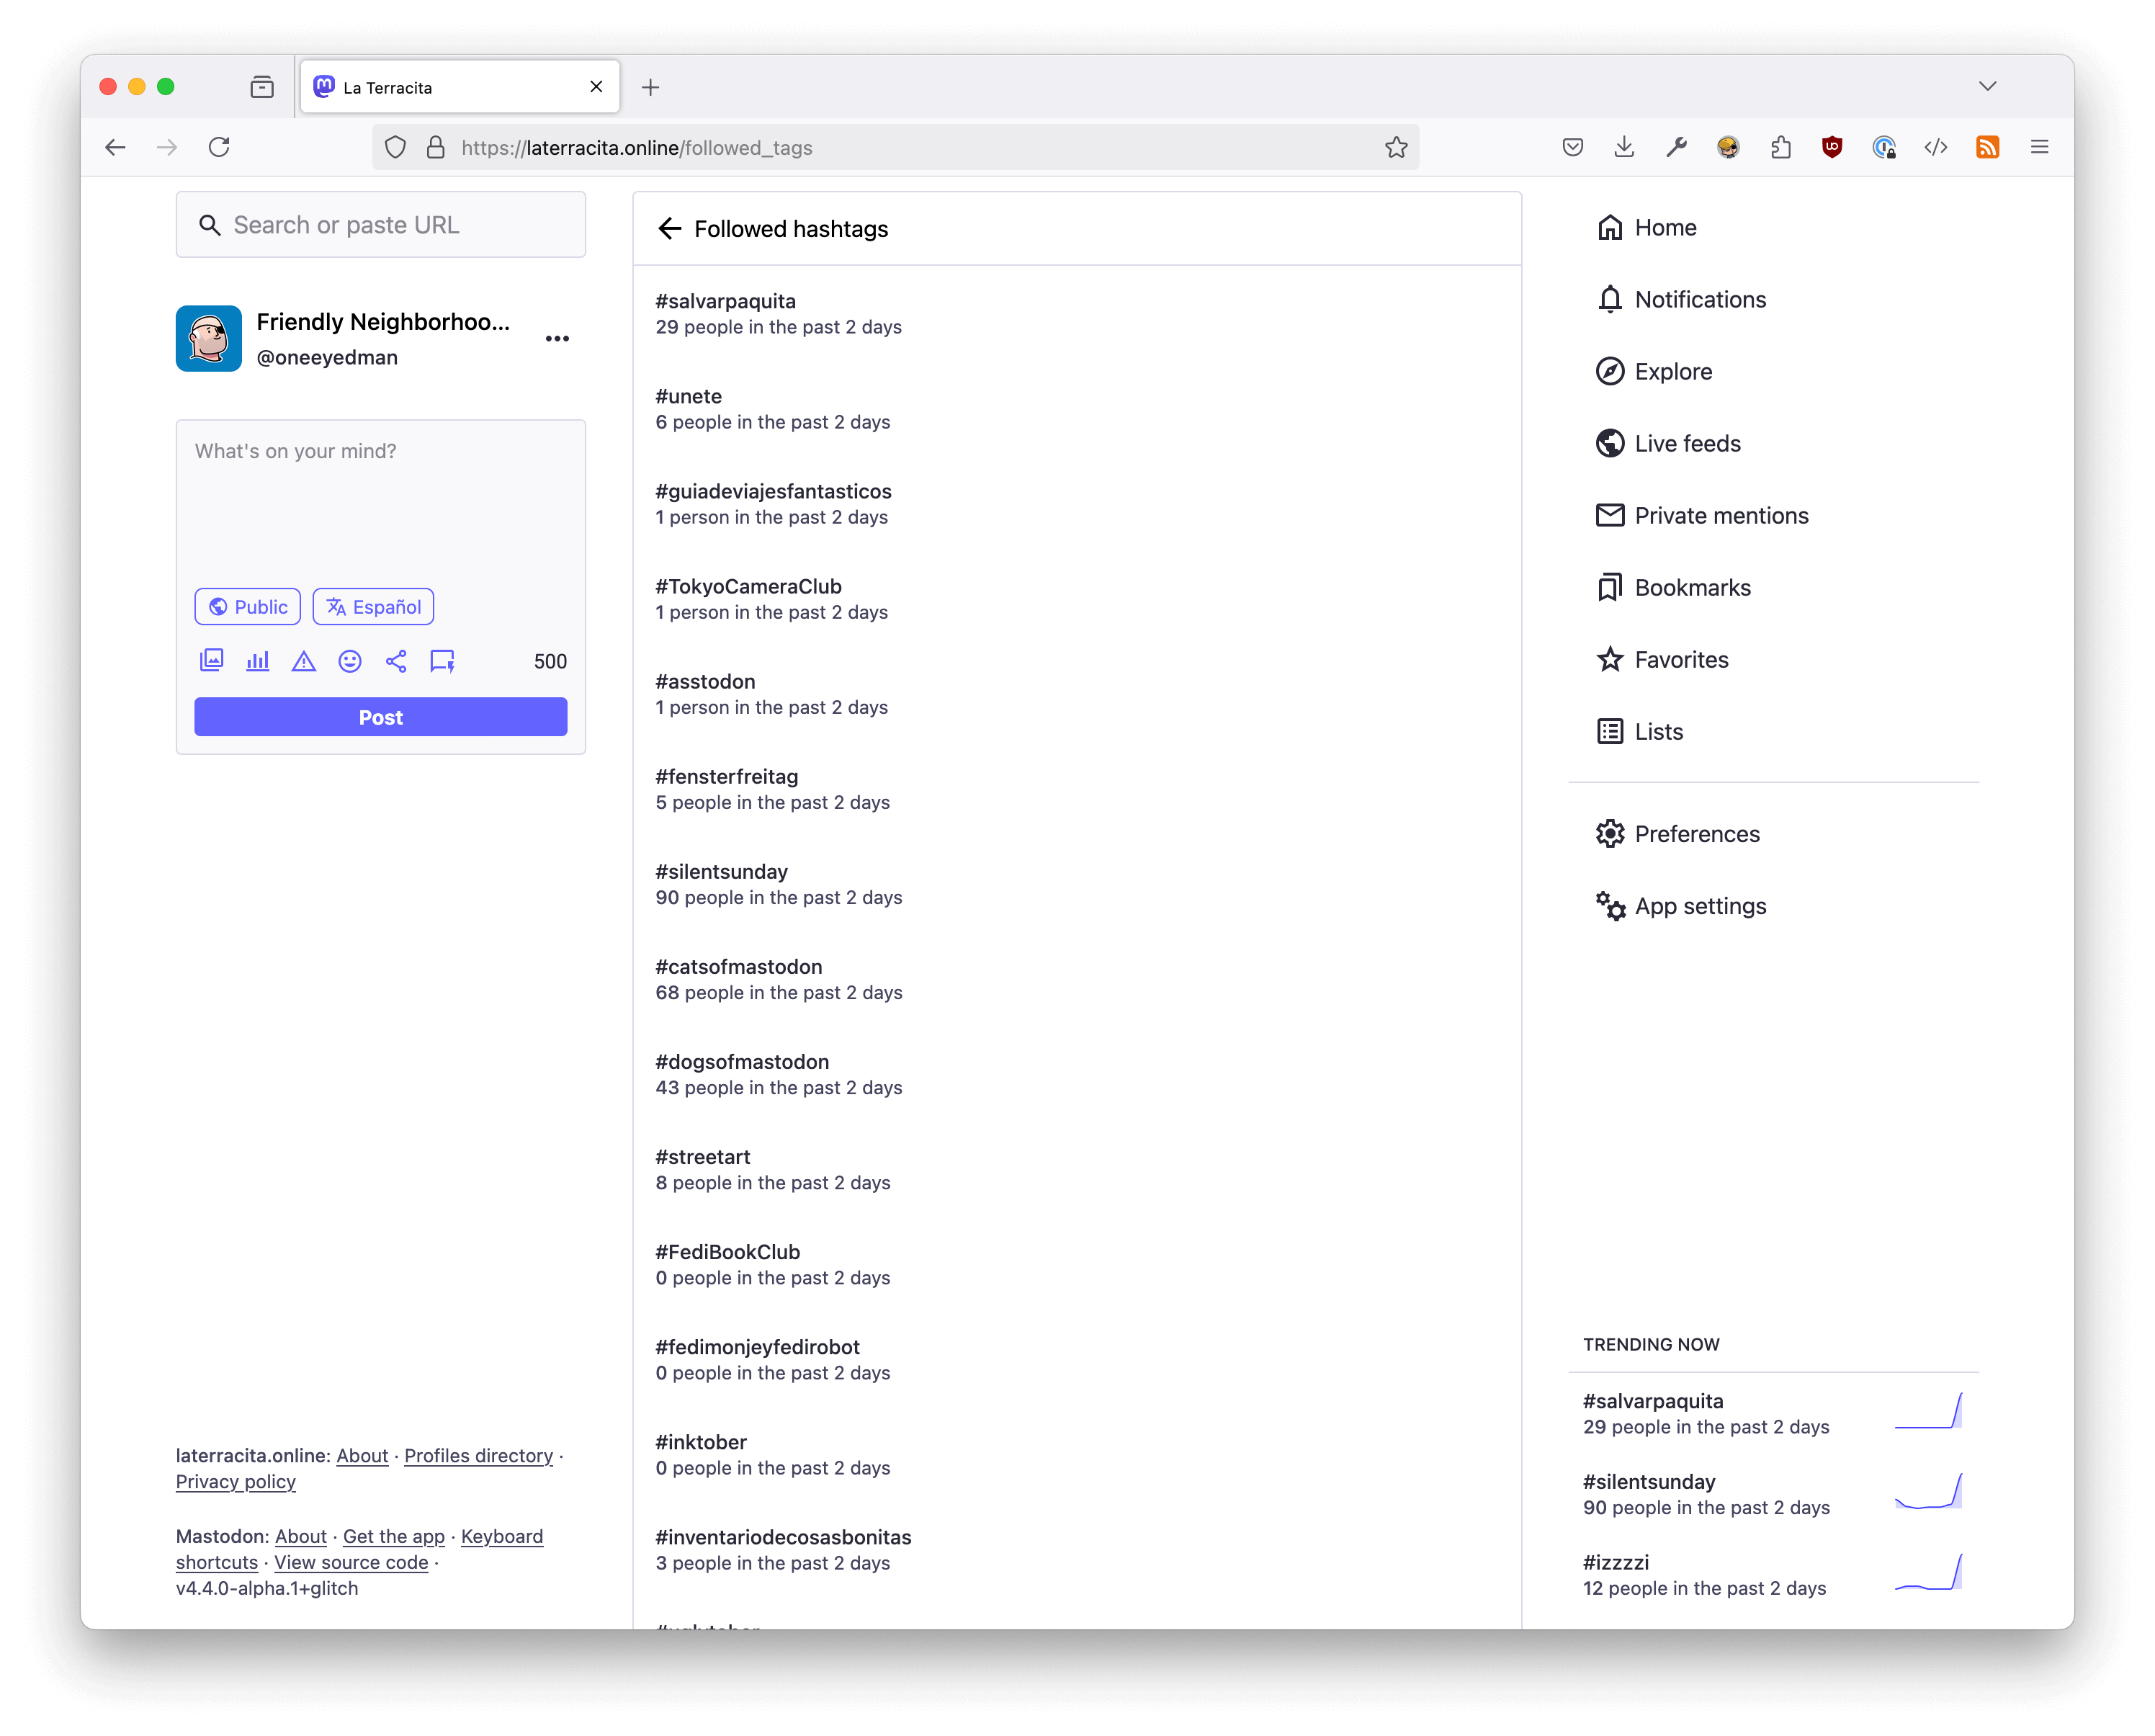 La Terracita
https://laterracita.online/followed_tags
Search or paste URL
Friendly Neighborhoo...
@oneeyedman
What's on your mind?
Public
Español
500
Post
laterracita.online: About · Profiles directory ·
Privacy policy
Mastodon: About · Get the app · Keyboard
shortcuts · View source code ·
v4.4.0-alpha.1+glitch
Followed hashtags
#salvarpaquita
29 people in the past 2 days
#unete
6 people in the past 2 days
#guiadeviajesfantasticos
1 person in the past 2 days
#TokyoCameraClub
1 person in the past 2 days
#asstodon
1 person in the past 2 days
#fensterfreitag
5 people in the past 2 days
#silentsunday
90 people in the past 2 days
#catsofmastodon
68 people in the past 2 days
#dogsofmastodon
43 people in the past 2 days
#streetart
8 people in the past 2 days
#FediBookClub
0 people in the past 2 days
#fedimonjeyfedirobot
0 people in the past 2 days
#inktober
0 people in the past 2 days
#inventariodecosasbonitas
3 people in the past 2 days
Home
Notifications
Explore
Live feeds
Private mentions
Bookmarks
Favorites
Lists
Preferences
App settings
TRENDING NOW
#salvarpaquita
29 people in the past 2 days
#silentsunday
90 people in the past 2 days
#izzzzi
12 people in the past 2 days